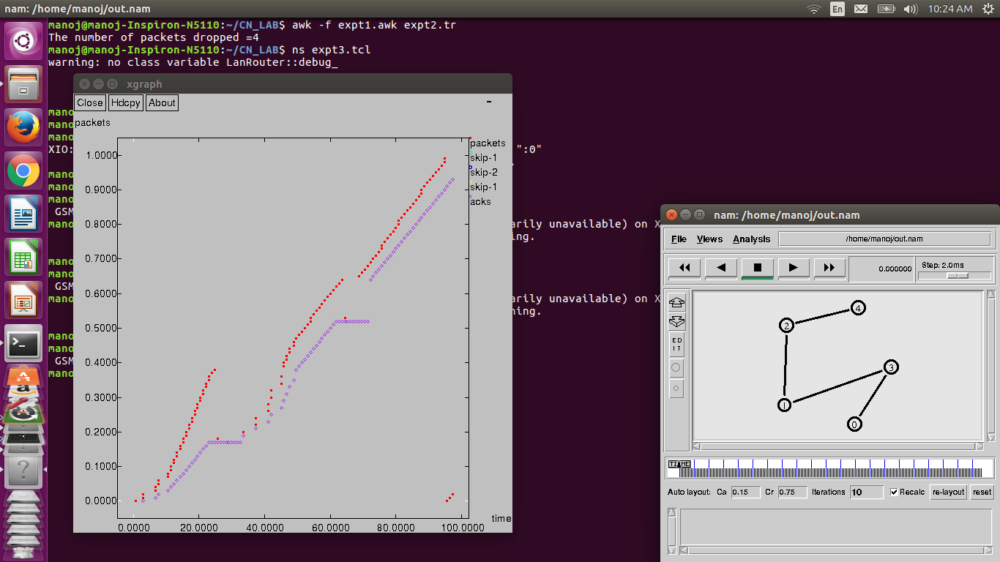 nam: /home/manoj/out.nam
En
10:24 AM
manoj@manoj-Inspiron-N5110:~/CN_LAB$ awk -f expt1.awk expt2.tr
The number of packets dropped =4
manoj@manoj-Inspiron-N5110:~/CN_LAB$ ns expt3.tcl
warning: no class variable LanRouter::debug_
mano
mano
mano
XIO:
":0"
mano
mano
mano
GSM
mano
arily unavailable) on X
ing.
mano
mano
GSM
mano
arily unavailable) on X
ning.
mano
mano
GSM
mano
xgraph
Close Hdcpy About
packets
1.0000
0.9000
0.8000
0.7000
0.6000
0.5000
0.4000
0.3000
0.2000
0.1000
0.0000
0.0000 20.0000 40.0000 60.0000 80.0000 100.0000
time
packets
skip-1
skip-2
skip-1
acks
nam: /home/manoj/out.nam
File Views Analysis /home/manoj/out.nam
0.000000 Step: 2.0ms
E D
I T
4
2
3
1
0
TIME
Auto layout: Ca 0.15 Cr 0.75 Iterations 10 Recalc re-layout reset